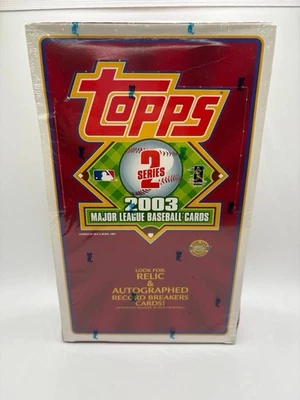 topps
SERIES
2
2003
MAJOR LEAGUE BASEBALL CARDS
LOOK FOR
RELIC
&
AUTOGRAPHED
RECORD BREAKERS
CARDS!